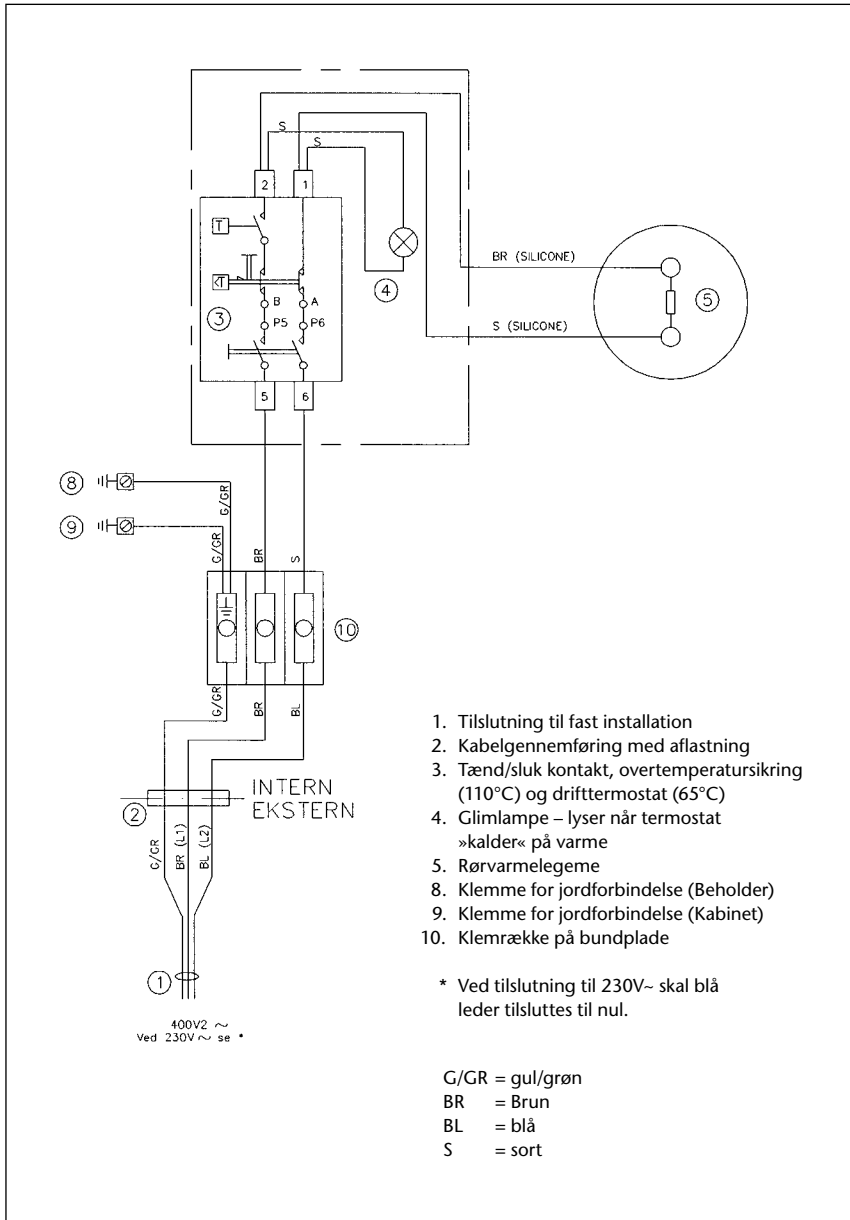 S
S
2
1
T
<T
4
BR (SILICONE)
5
B
A
3
P5
P6
S (SILICONE)
5
6
8
G/GR
9
G/GR
BR
S
10
G/GR
BR
BL
INTERN
EKSTERN
2
G/GR
BR (L1)
BL (L2)
1
400V2 ~
Ved 230V ~ se *
1. Tilslutning til fast installation
2. Kabelgennemføring med aflastning
3. Tænd/sluk kontakt, overtemperatursikring
(110°C) og drifttermostat (65°C)
4. Glimlampe – lyser når termostat
»kalder« på varme
5. Rørvarmelegeme
8. Klemme for jordforbindelse (Beholder)
9. Klemme for jordforbindelse (Kabinet)
10. Klemrække på bundplade
* Ved tilslutning til 230V~ skal blå
leder tilsluttes til nul.
G/GR = gul/grøn
BR = Brun
BL = blå
S = sort